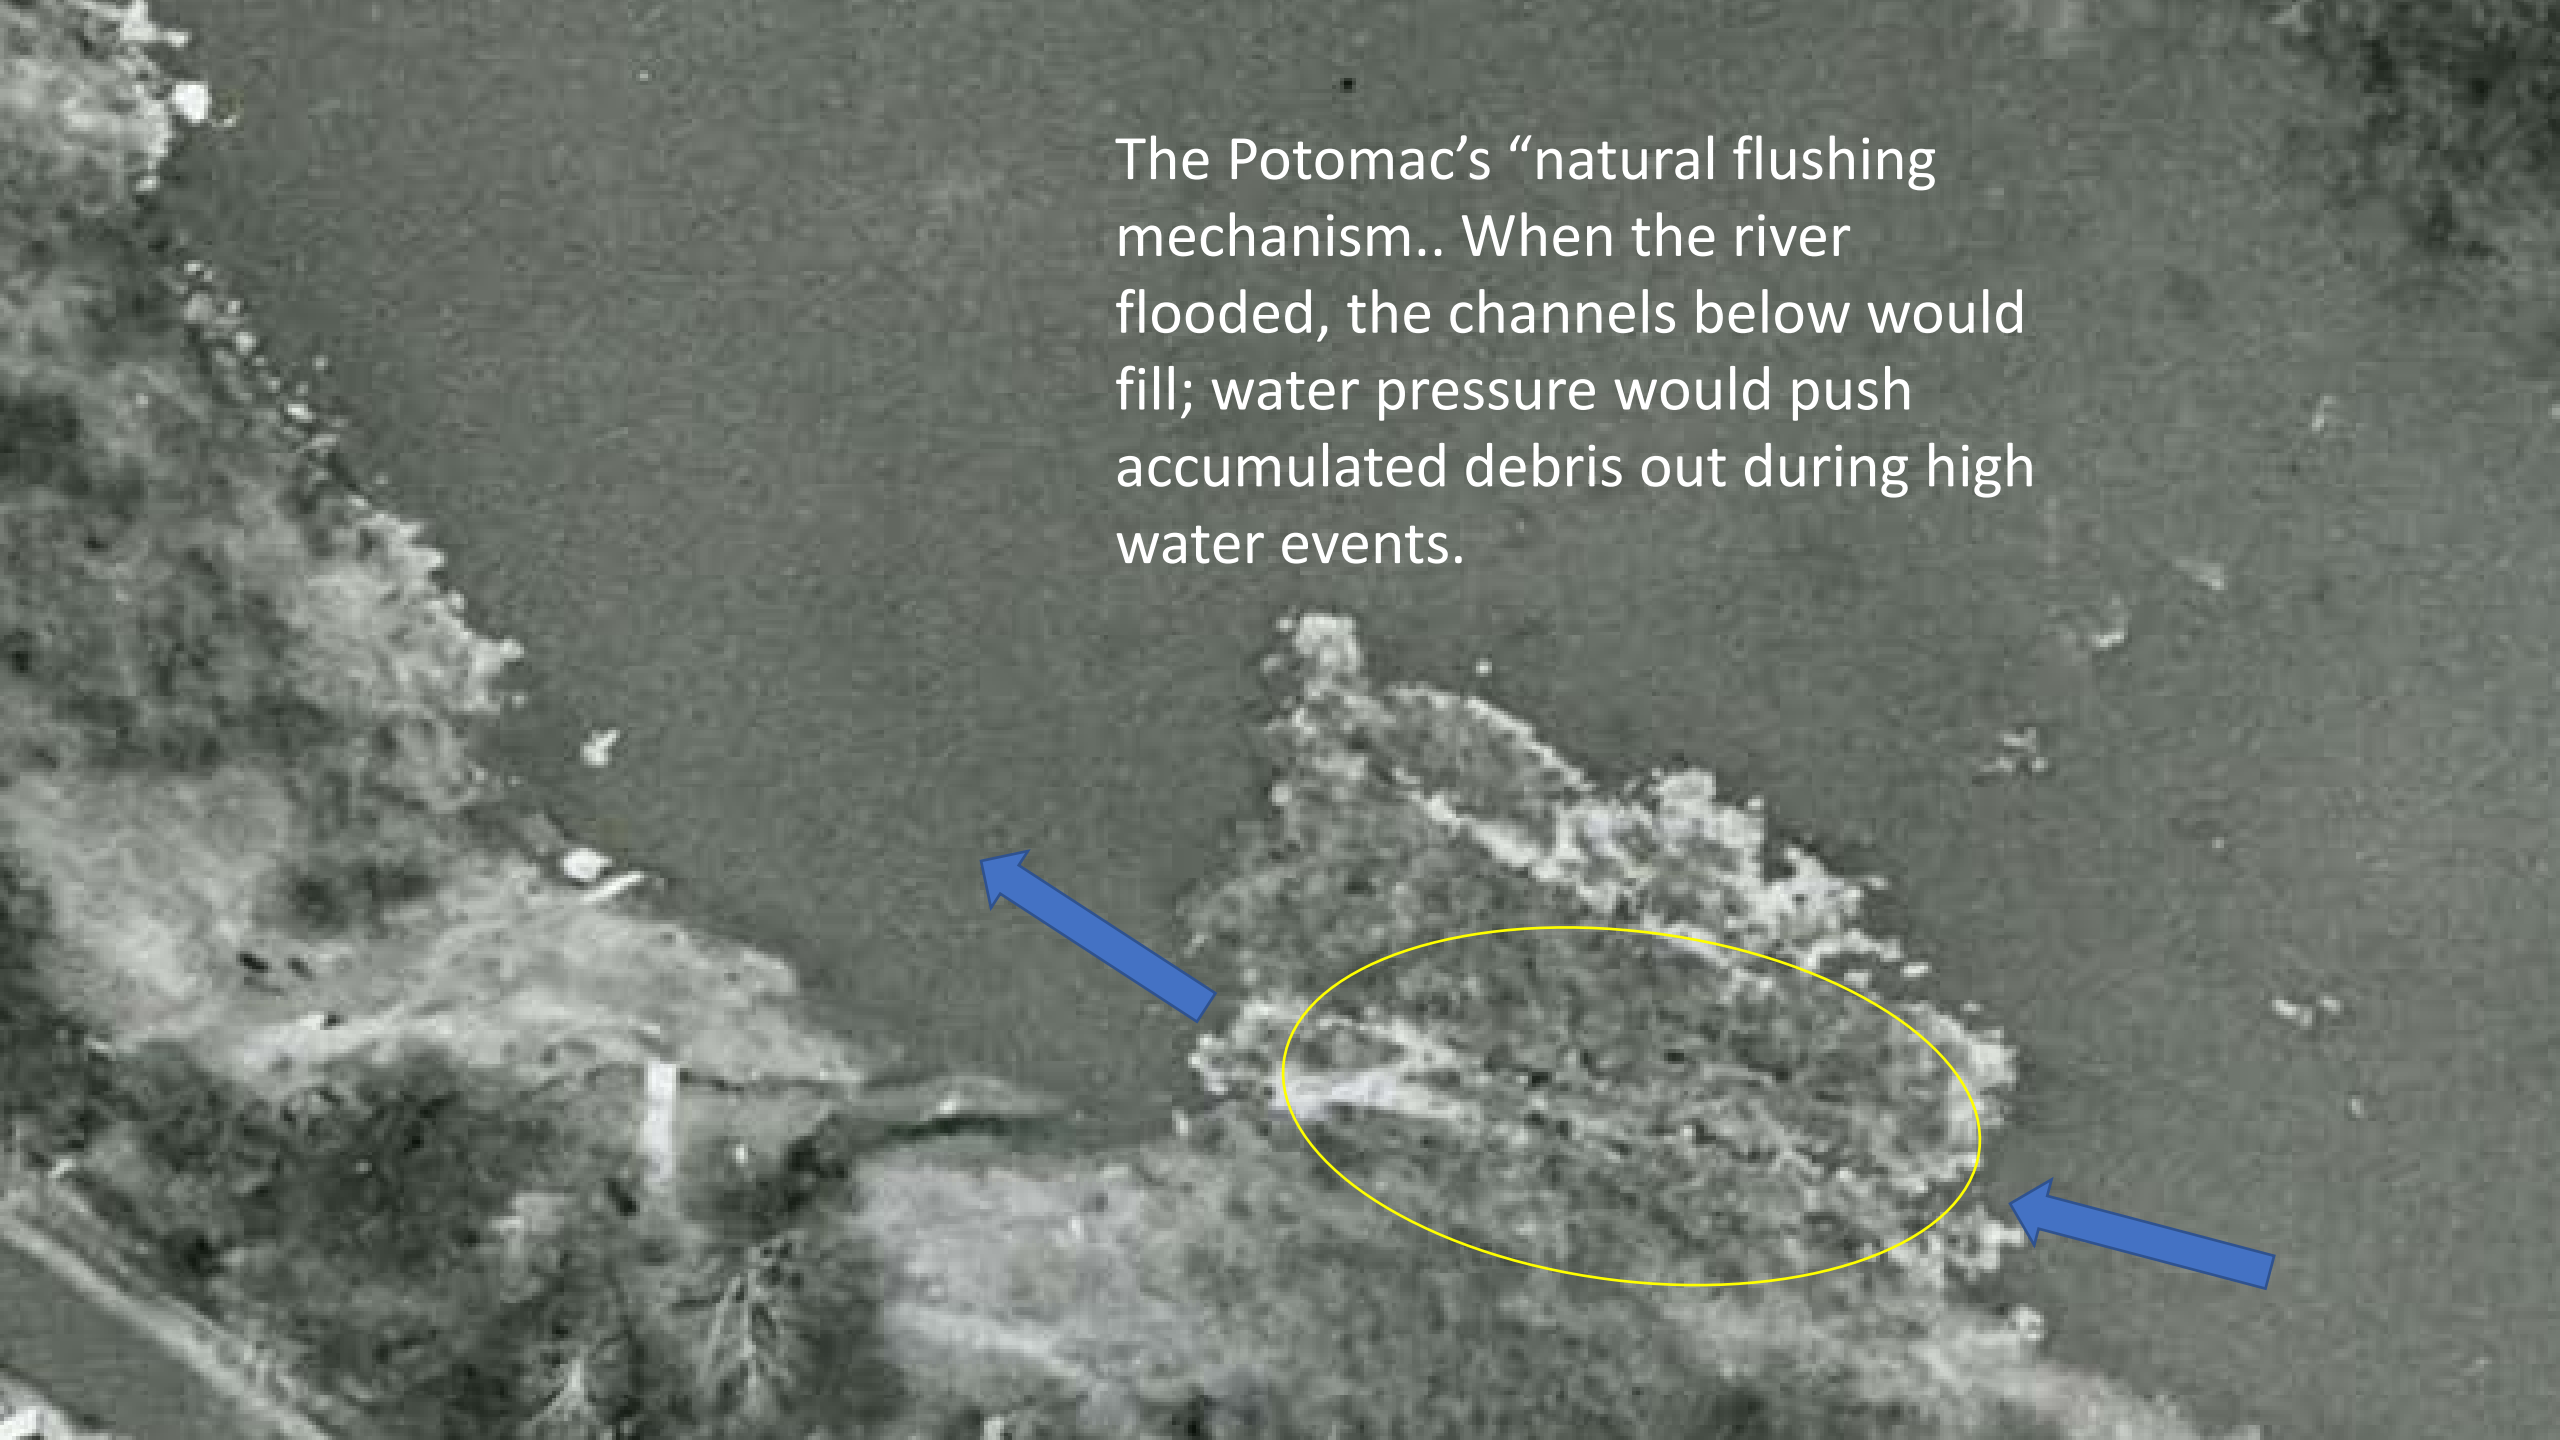 The Potomac’s “natural flushing
mechanism.. When the river
flooded, the channels below would
fill; water pressure would push
accumulated debris out during high
water events.